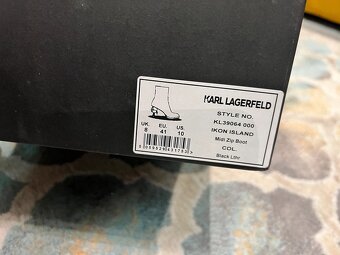 KARL LAGERFELD
STYLE NO.
KL39064 000
IKON ISLAND
Midi Zip Boot
COL.
Black Lthr
UK. EU. US.
8 41 10